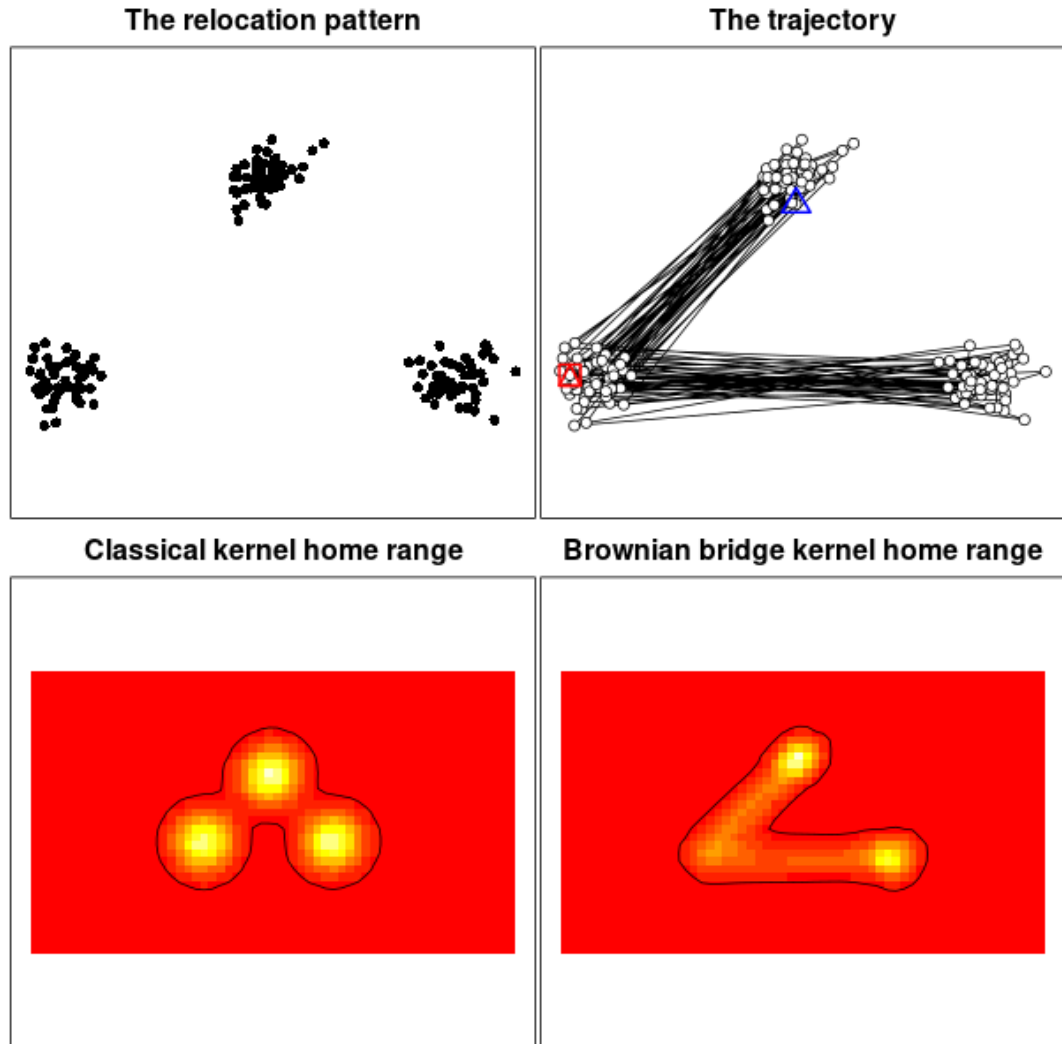 The relocation pattern
The trajectory
Classical kernel home range
Brownian bridge kernel home range